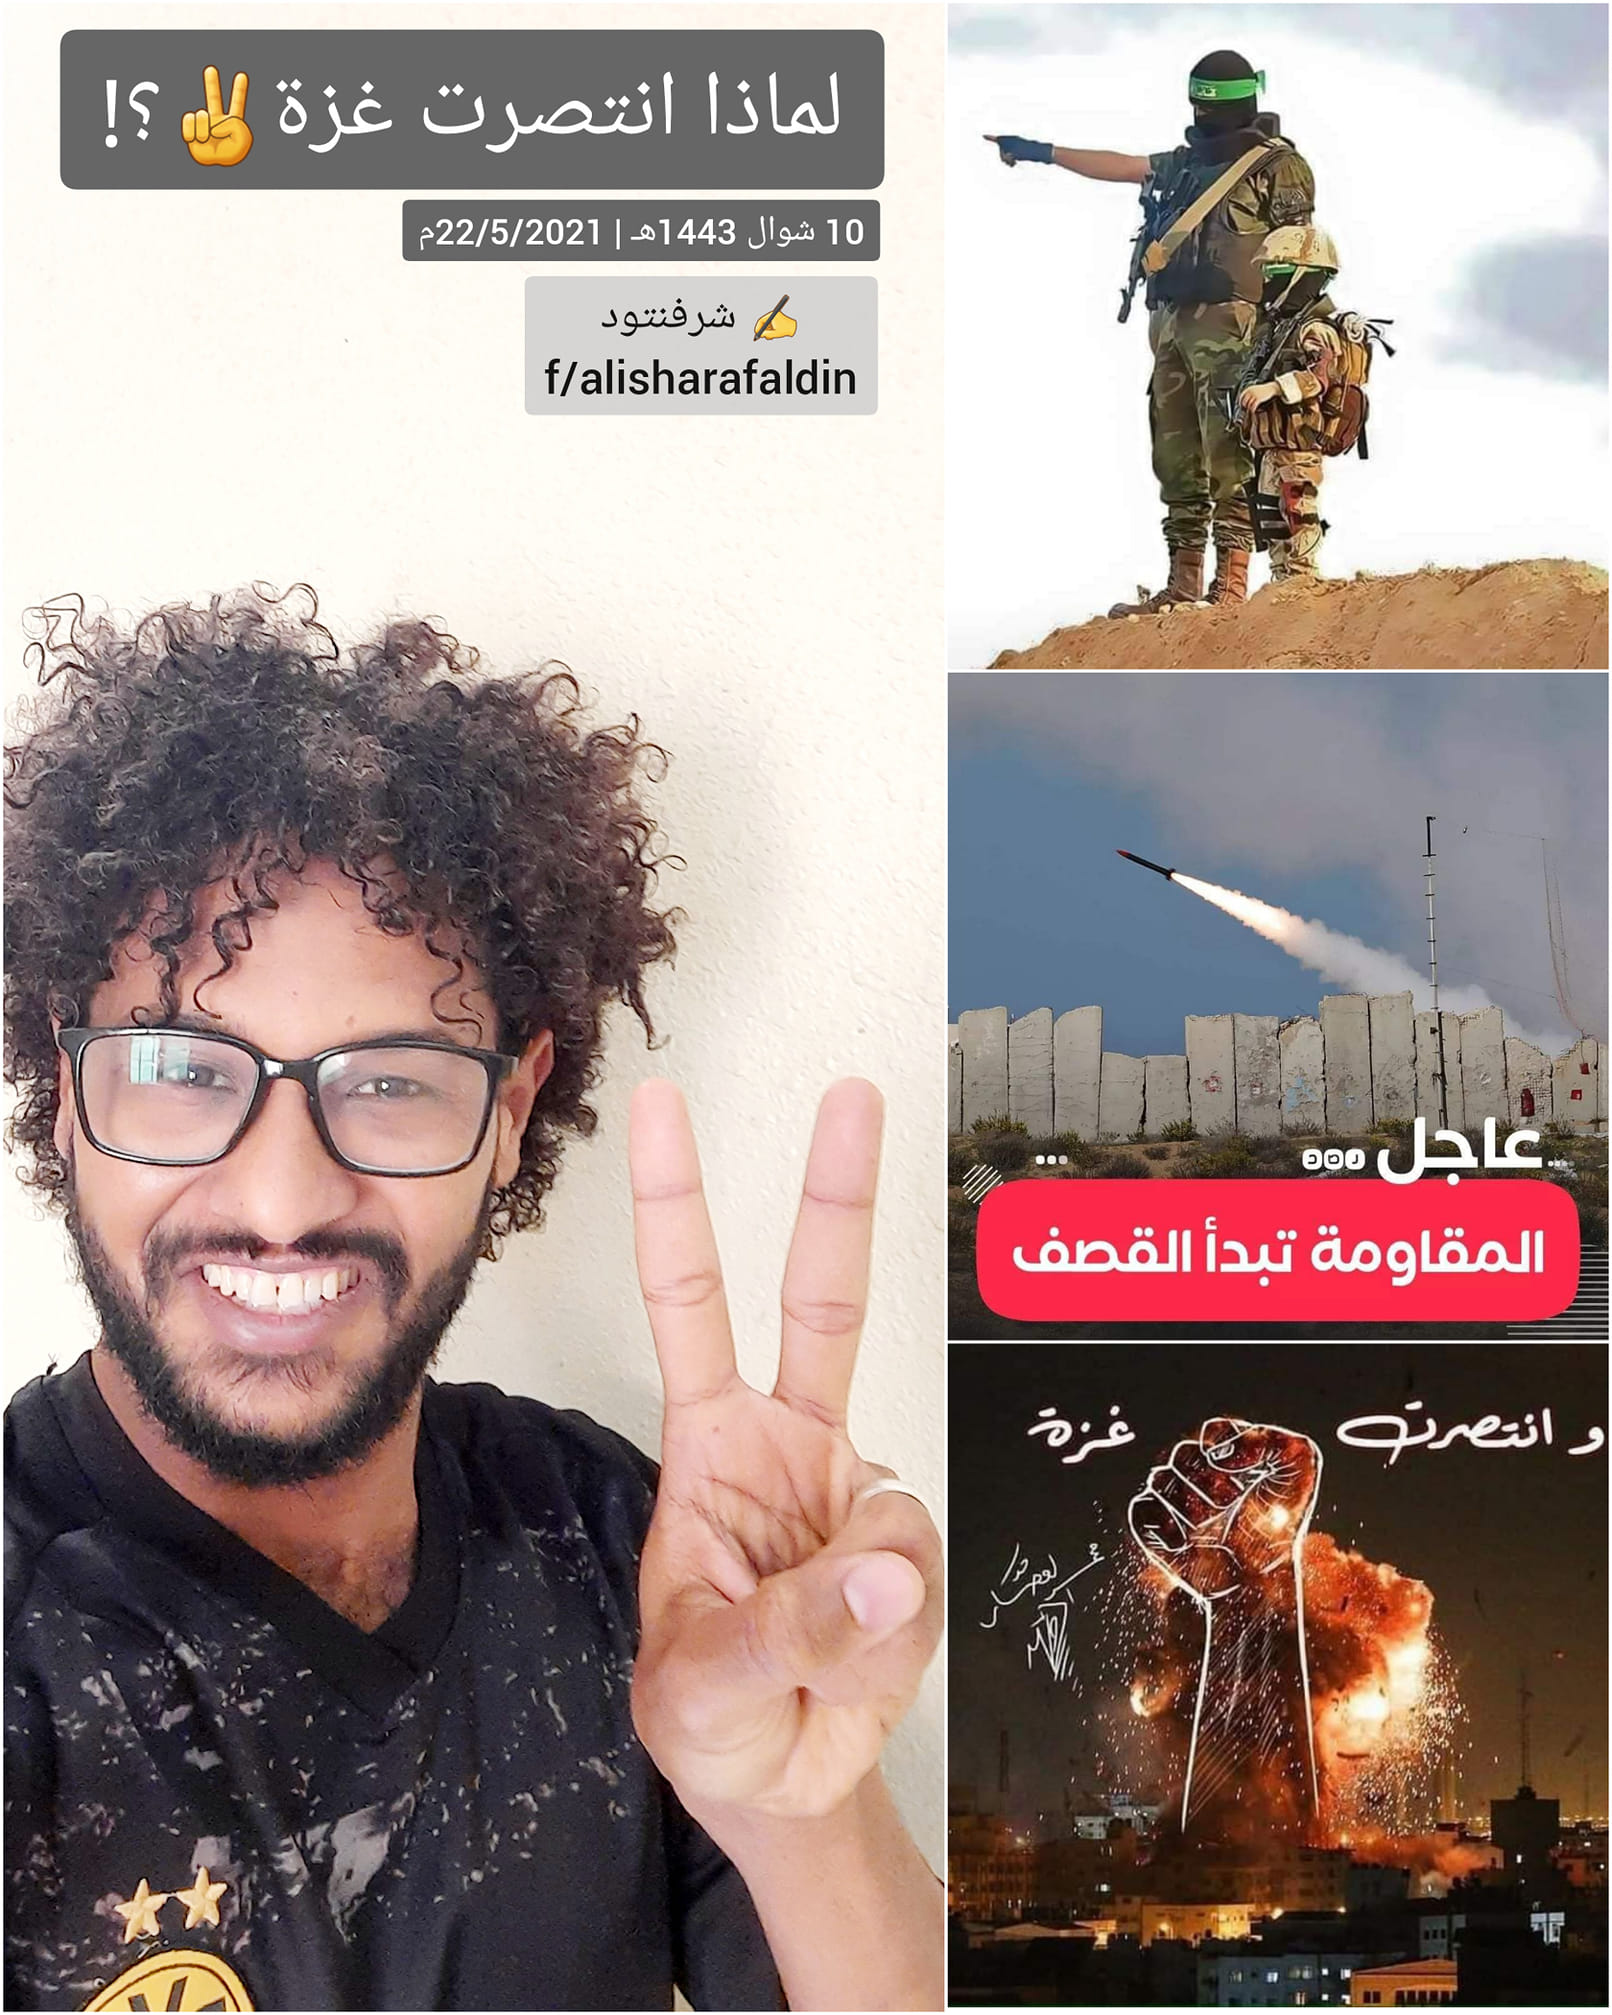 لماذا انتصرت غزة ✌️؟!
10 شوال 1443هـ | 22/5/2021م
✍️ شرفنتود
f/alisharafaldin
عاجل
المقاومة تبدأ القصف
و انتصرت غزة